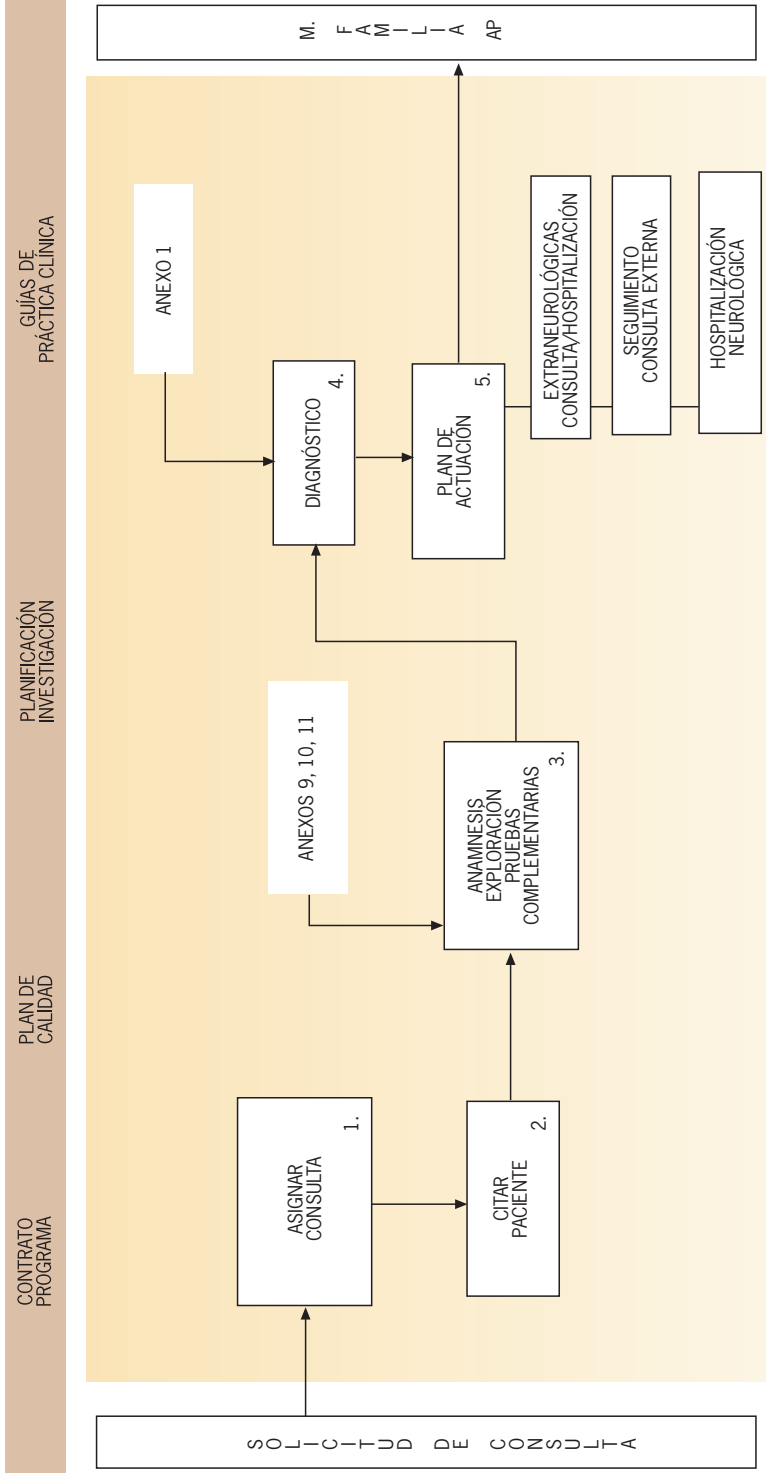 CONTRATO
PROGRAMA
PLAN DE
CALIDAD
PLANIFICACIÓN
INVESTIGACIÓN
GUÍAS DE
PRÁCTICA CLÍNICA
SOLICITUD DE CONSULTA
ASIGNAR
CONSULTA
1.
CITAR
PACIENTE
2.
ANEXOS 9, 10, 11
ANAMNESIS
EXPLORACIÓN
PRUEBAS
COMPLEMENTARIAS
3.
ANEXO 1
DIAGNÓSTICO
4.
PLAN DE
ACTUACIÓN
5.
EXTRANEUROLÓGICAS
CONSULTA/HOSPITALIZACIÓN
SEGUIMIENTO
CONSULTA EXTERNA
HOSPITALIZACIÓN
NEUROLÓGICA
M. FAMILIA AP